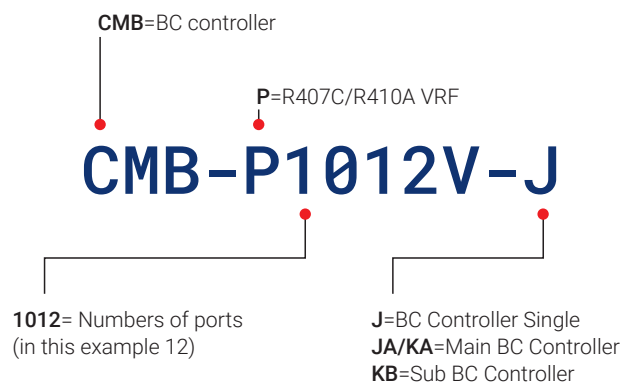 CMB=BC controller
P=R407C/R410A VRF
CMB-P1012V-J
1012= Numbers of ports
(in this example 12)
J=BC Controller Single
JA/KA=Main BC Controller
KB=Sub BC Controller